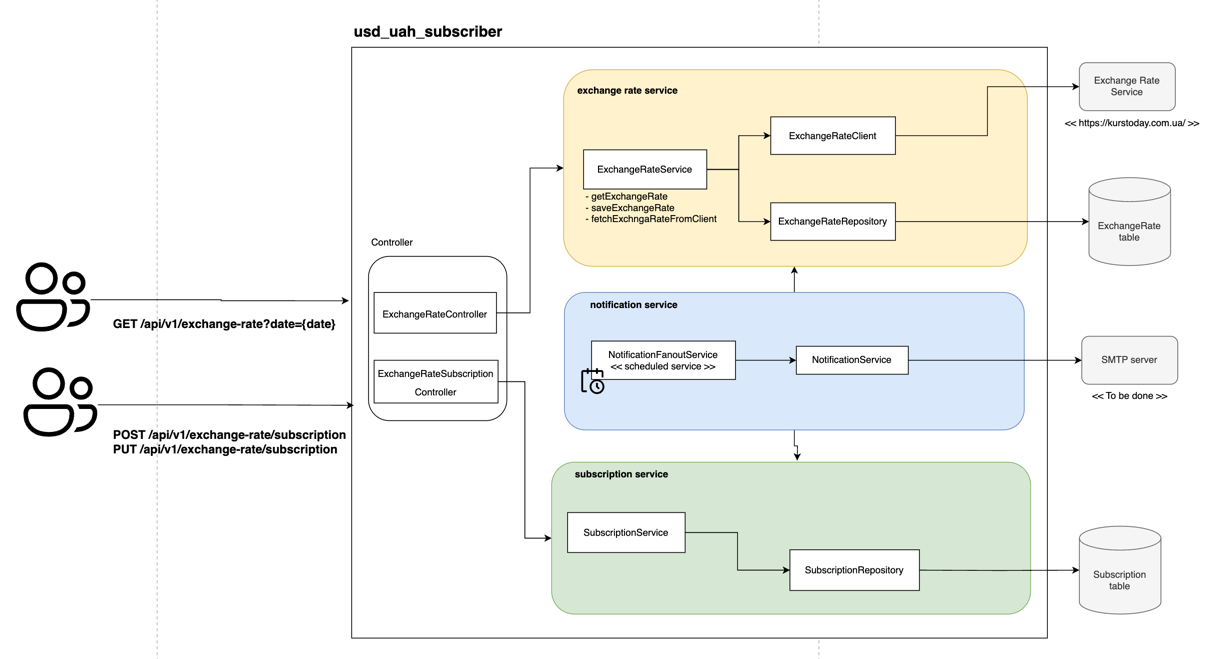 usd_uah_subscriber
exchange rate service
ExchangeRateService
- getExchangeRate
- saveExchangeRate
- fetchExchngaRateFromClient
ExchangeRateClient
ExchangeRateRepository
Exchange Rate
Service
<< https://kurstoday.com.ua/ >>
ExchangeRate
table
Controller
ExchangeRateController
ExchangeRateSubscription
Controller
GET /api/v1/exchange-rate?date={date}
POST /api/v1/exchange-rate/subscription
PUT /api/v1/exchange-rate/subscription
notification service
NotificationFanoutService
<< scheduled service >>
NotificationService
SMTP server
<< To be done >>
subscription service
SubscriptionService
SubscriptionRepository
Subscription
table